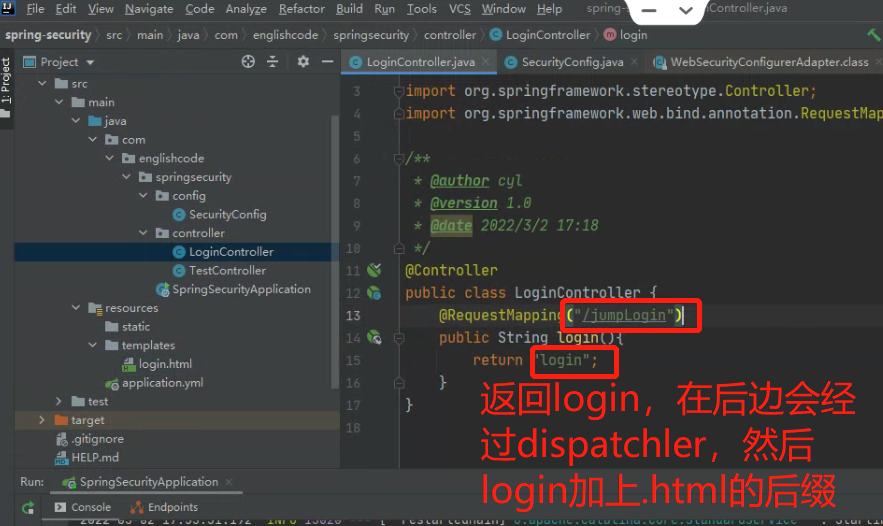 File Edit View Navigate Code Analyze Refactor Build Run Tools VCS Window Help
spring-security src main java com englishcode springsecurity controller LoginController login
Project
LoginController.java SecurityConfig.java WebSecurityConfigurerAdapter.class
1: Project
src
main
java
com
englishcode
springsecurity
config
SecurityConfig
controller
LoginController
TestController
SpringSecurityApplication
resources
static
templates
login.html
application.yml
test
target
.gitignore
HELP.md
3 import org.springframework.stereotype.Controller;
4 import org.springframework.web.bind.annotation.RequestMap
5
6 /**
7 * @author cyl
8 * @version 1.0
9 * @date 2022/3/2 17:18
10 */
11 @Controller
12 public class LoginController {
13 @RequestMapping("/jumpLogin")
14 public String login(){
15 return "login";
16 }
17 }
18
返回login，在后边会经
过dispatchler，然后
login加上.html的后缀
Run: SpringSecurityApplication
Console Endpoints